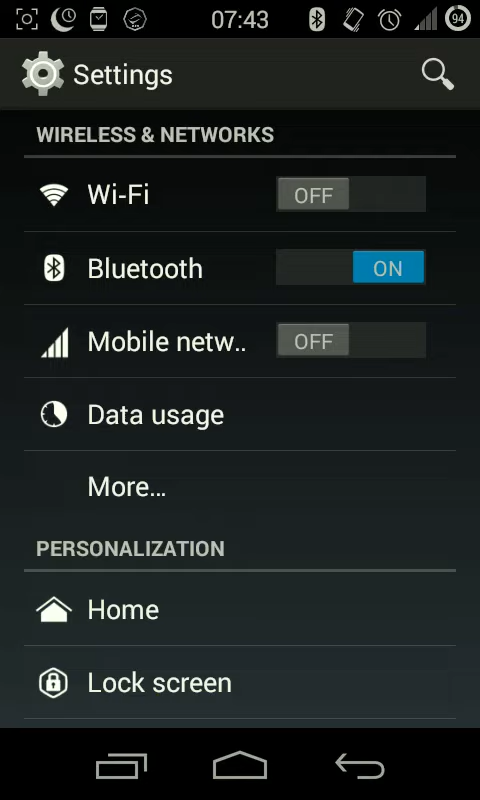 07:43
94
Settings
WIRELESS & NETWORKS
Wi-Fi OFF
Bluetooth ON
Mobile netw.. OFF
Data usage
More...
PERSONALIZATION
Home
Lock screen